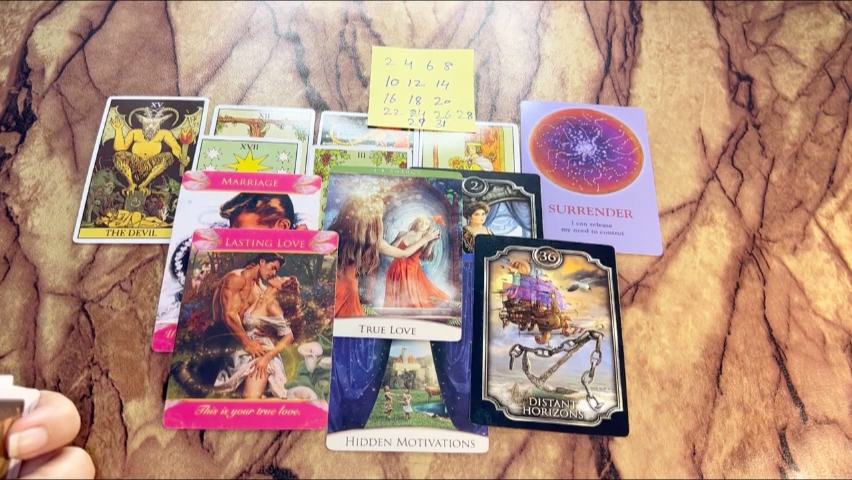 2 4 6 8
10 12 14
16 18 20
22 24 26 28
29 31
XV
THE DEVIL
XII
XVII
III
2
SURRENDER
I can release
my need to control
MARRIAGE
LASTING LOVE
This is your true love.
TRUE LOVE
HIDDEN MOTIVATIONS
36
DISTANT
HORIZONS